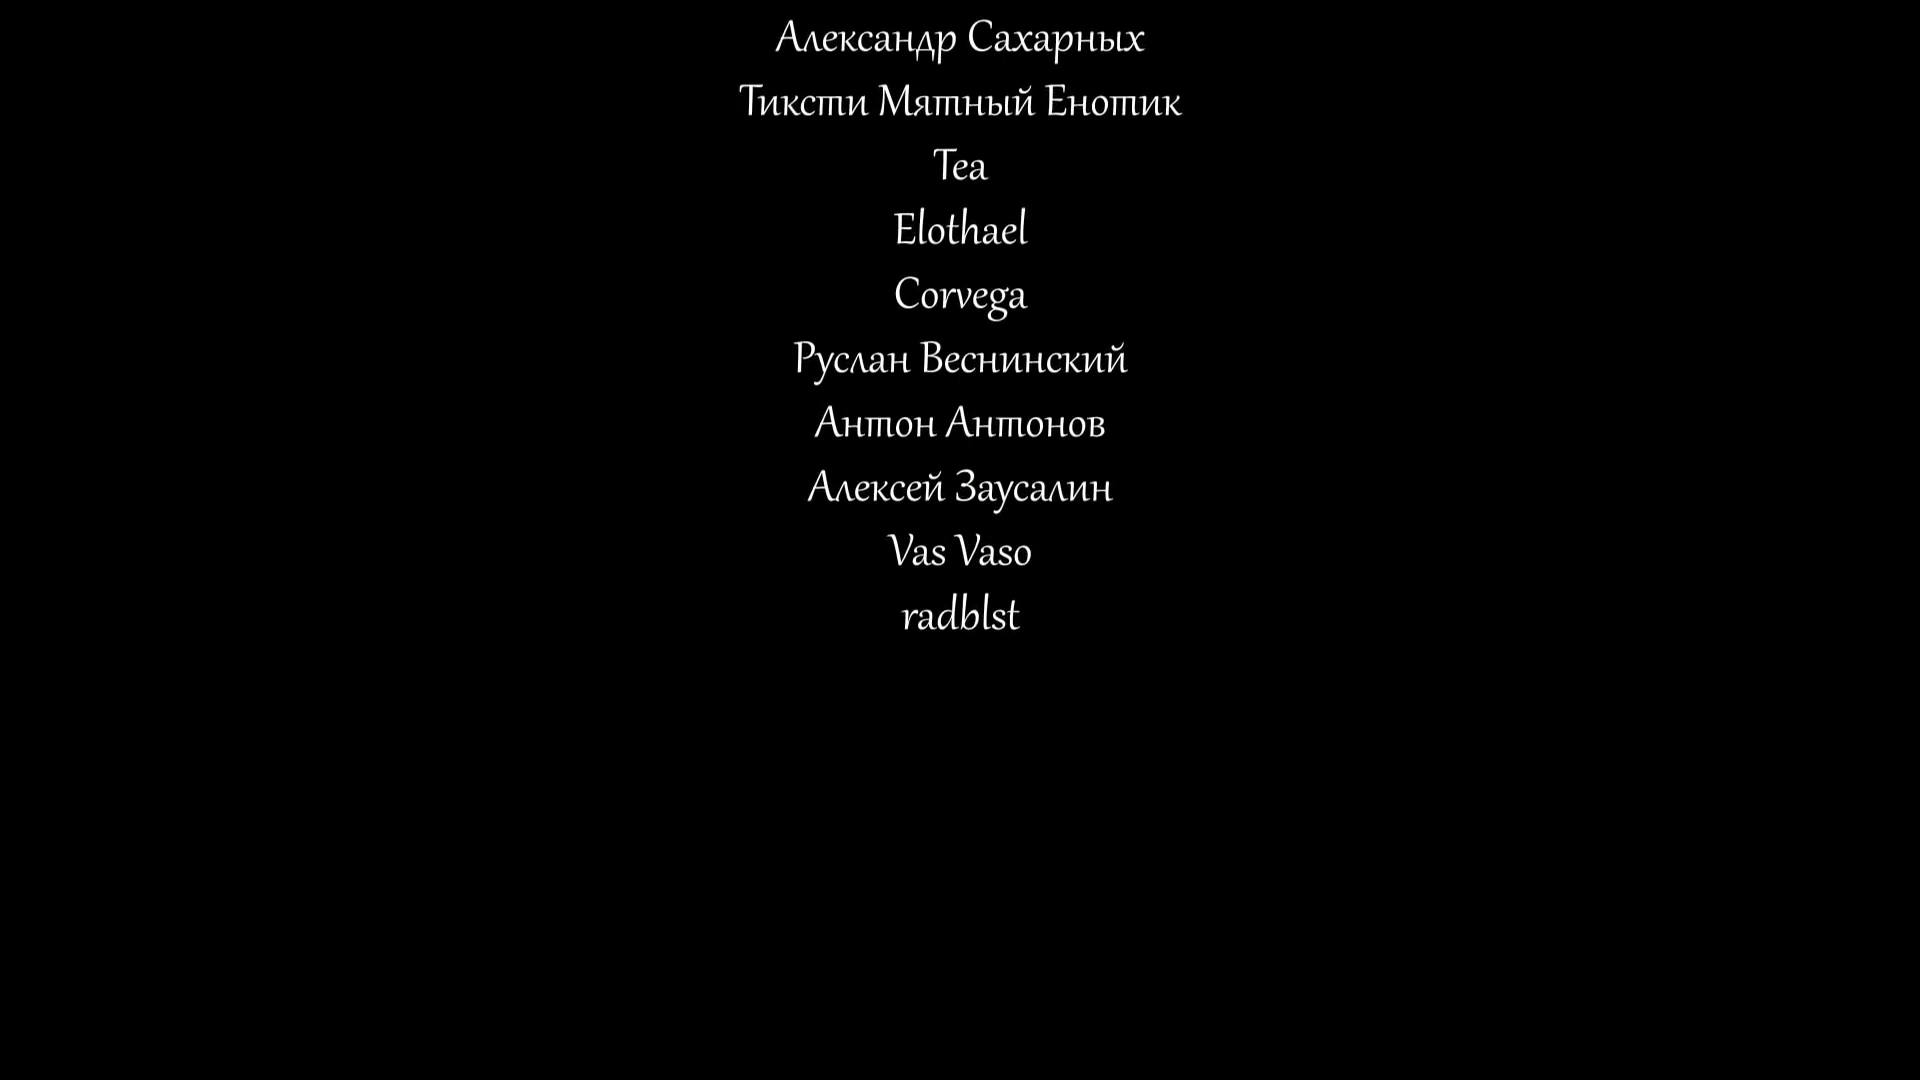 Александр Сахарных
Тиксти Мятный Енотик
Tea
Elothael
Corvega
Руслан Веснинский
Антон Антонов
Алексей Заусалин
Vas Vaso
radblst